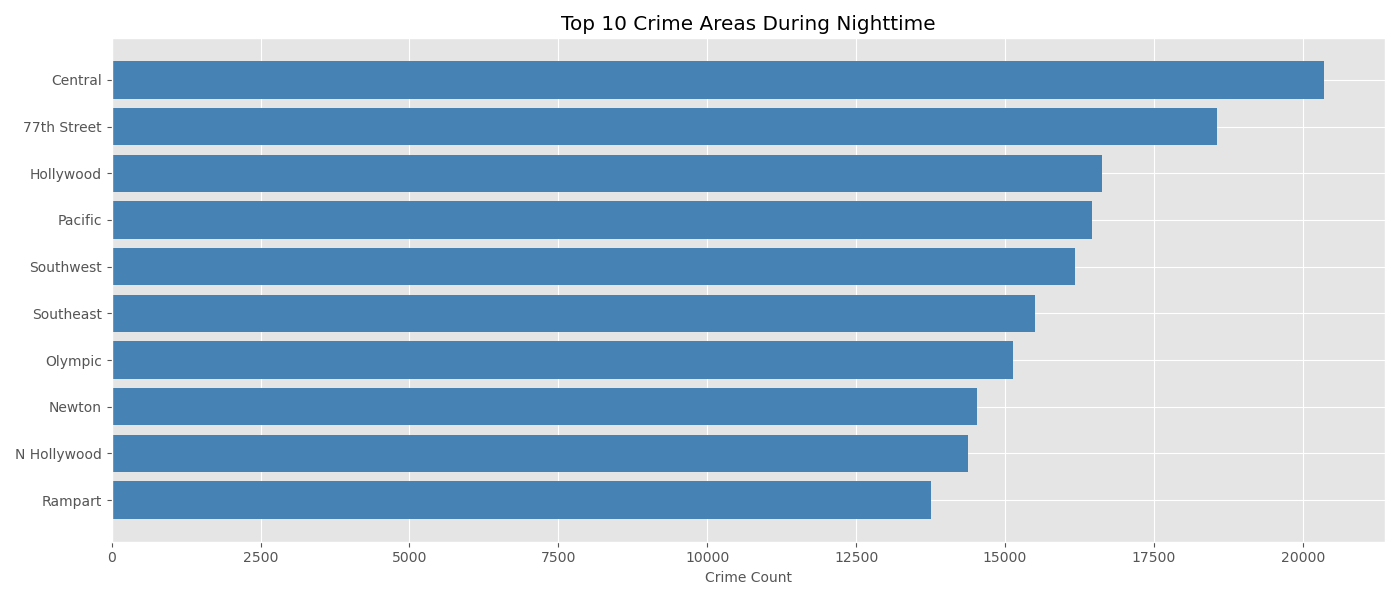 Top 10 Crime Areas During Nighttime
Central
77th Street
Hollywood
Pacific
Southwest
Southeast
Olympic
Newton
N Hollywood
Rampart
0 2500 5000 7500 10000 12500 15000 17500 20000
Crime Count